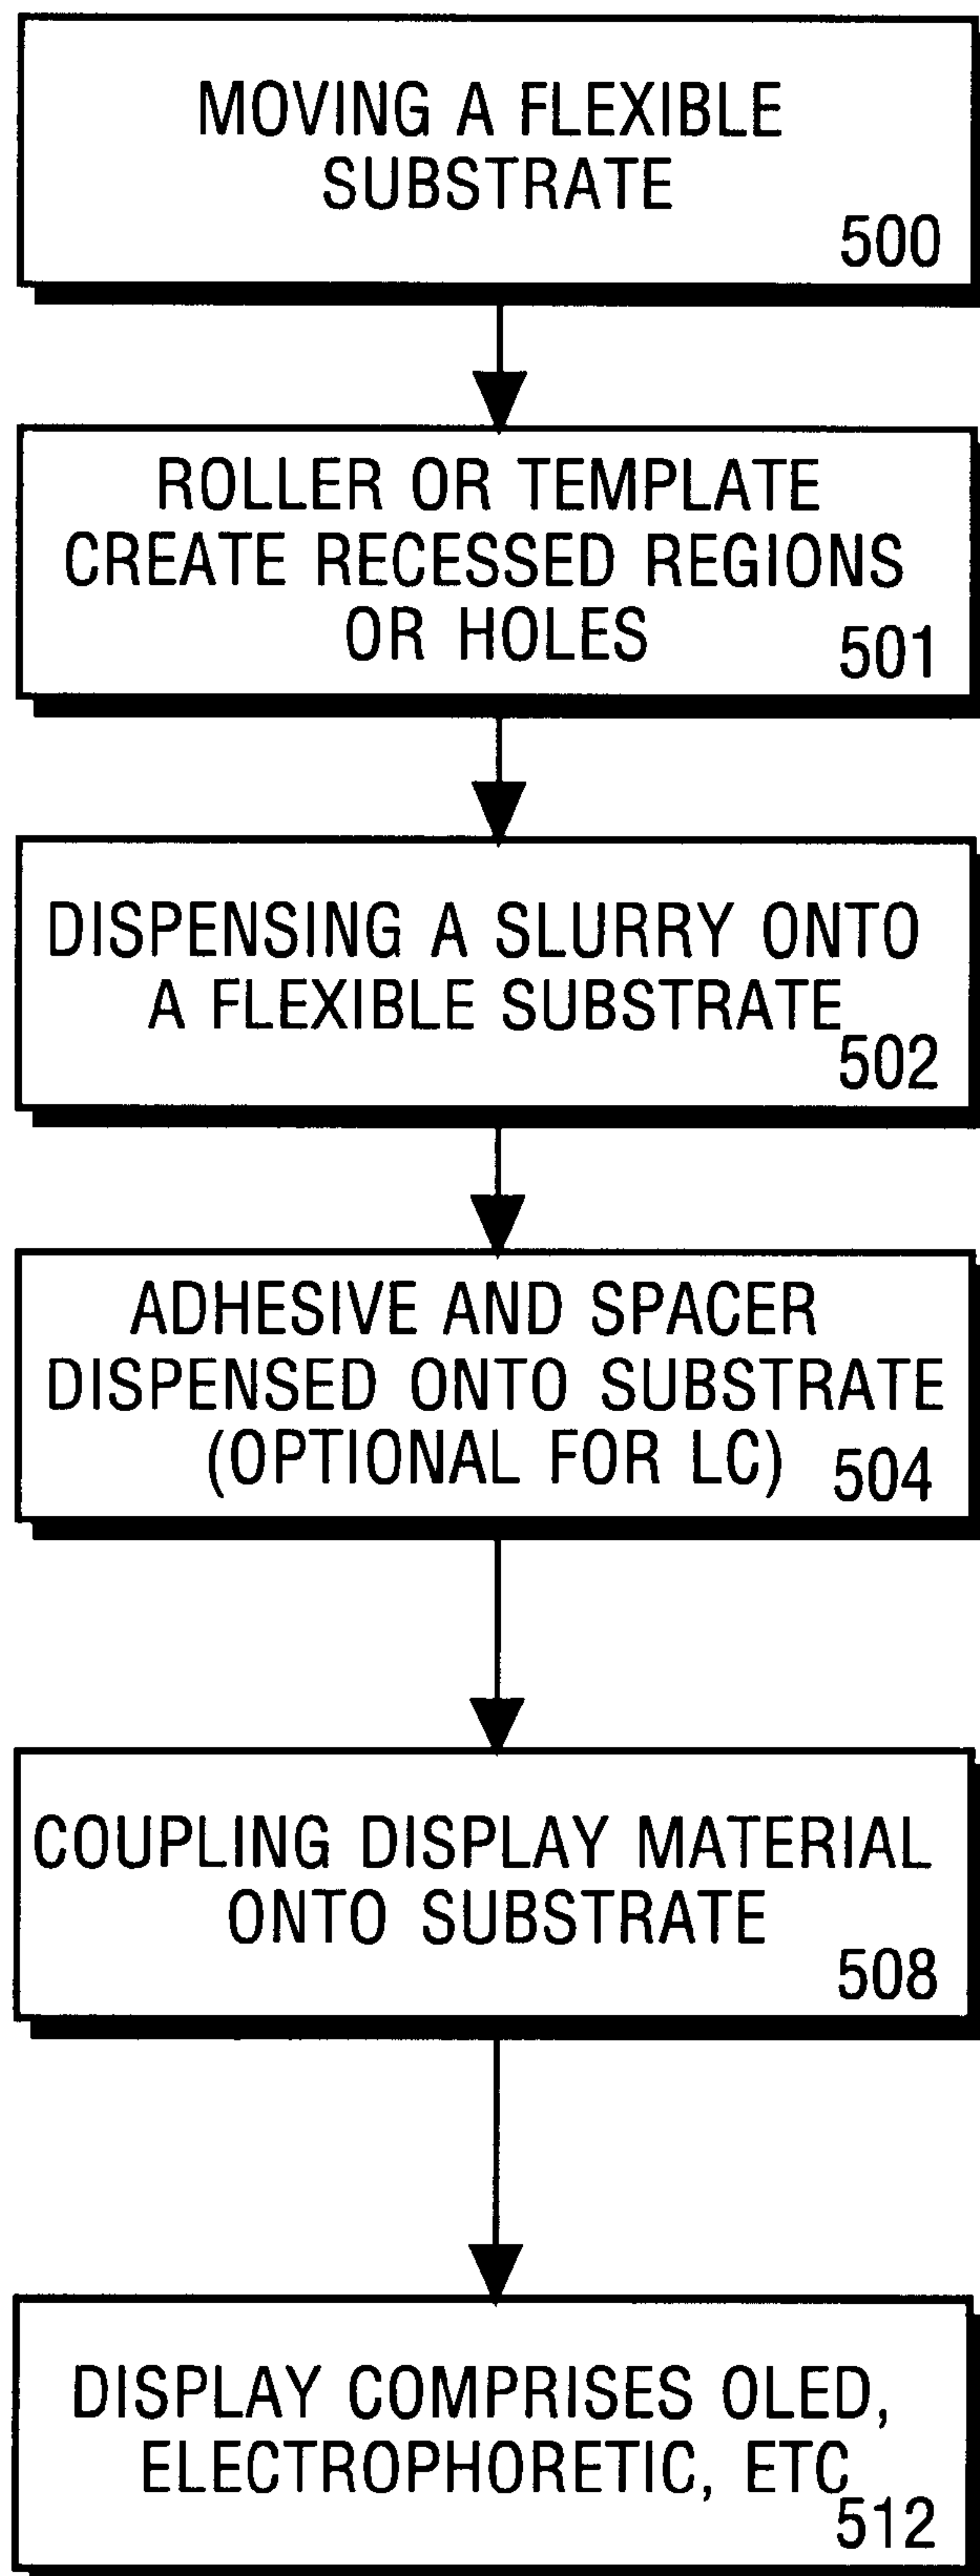 MOVING A FLEXIBLE
SUBSTRATE
500
ROLLER OR TEMPLATE
CREATE RECESSED REGIONS
OR HOLES
501
DISPENSING A SLURRY ONTO
A FLEXIBLE SUBSTRATE
502
ADHESIVE AND SPACER
DISPENSED ONTO SUBSTRATE
(OPTIONAL FOR LC)
504
COUPLING DISPLAY MATERIAL
ONTO SUBSTRATE
508
DISPLAY COMPRISES OLED,
ELECTROPHORETIC, ETC
512